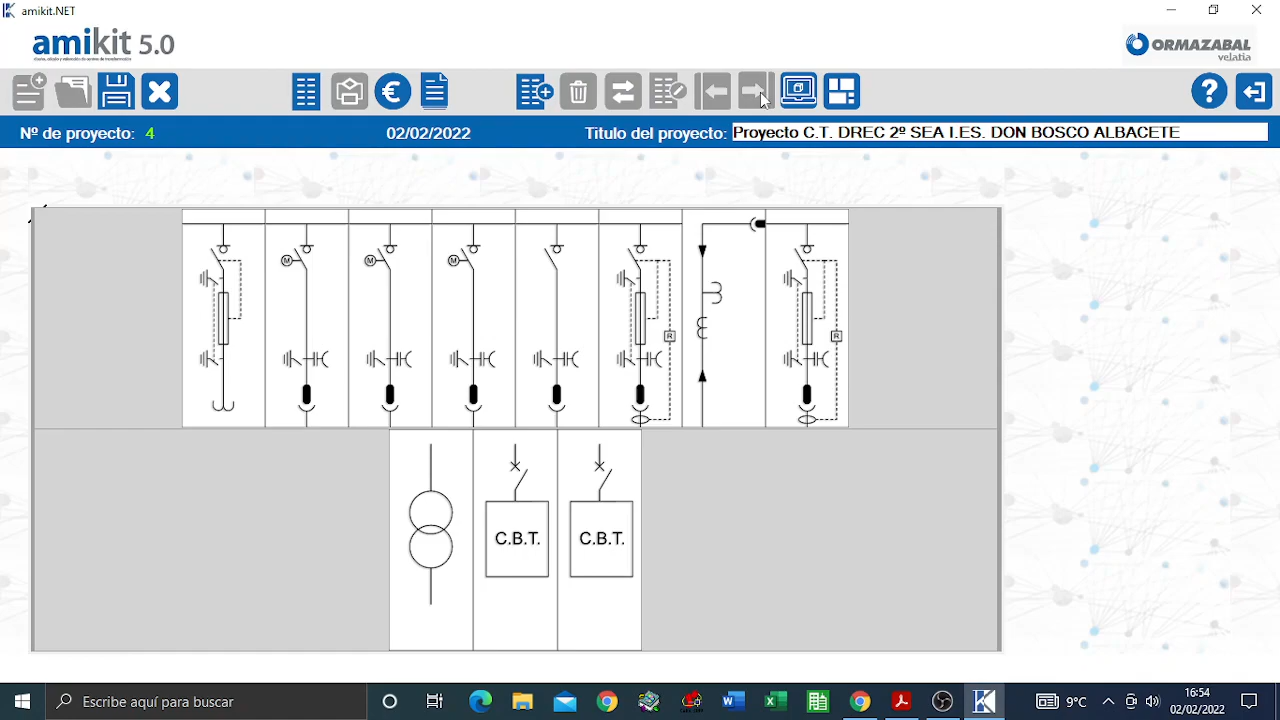 amikit.NET
amikit 5.0
ORMAZABAL
velatia
€
?
Nº de proyecto: 4
02/02/2022
Titulo del proyecto: Proyecto C.T. DREC 2º SEA I.ES. DON BOSCO ALBACETE
M
M
M
R
R
C.B.T.
C.B.T.
Escribe aquí para buscar
9°C
16:54
02/02/2022